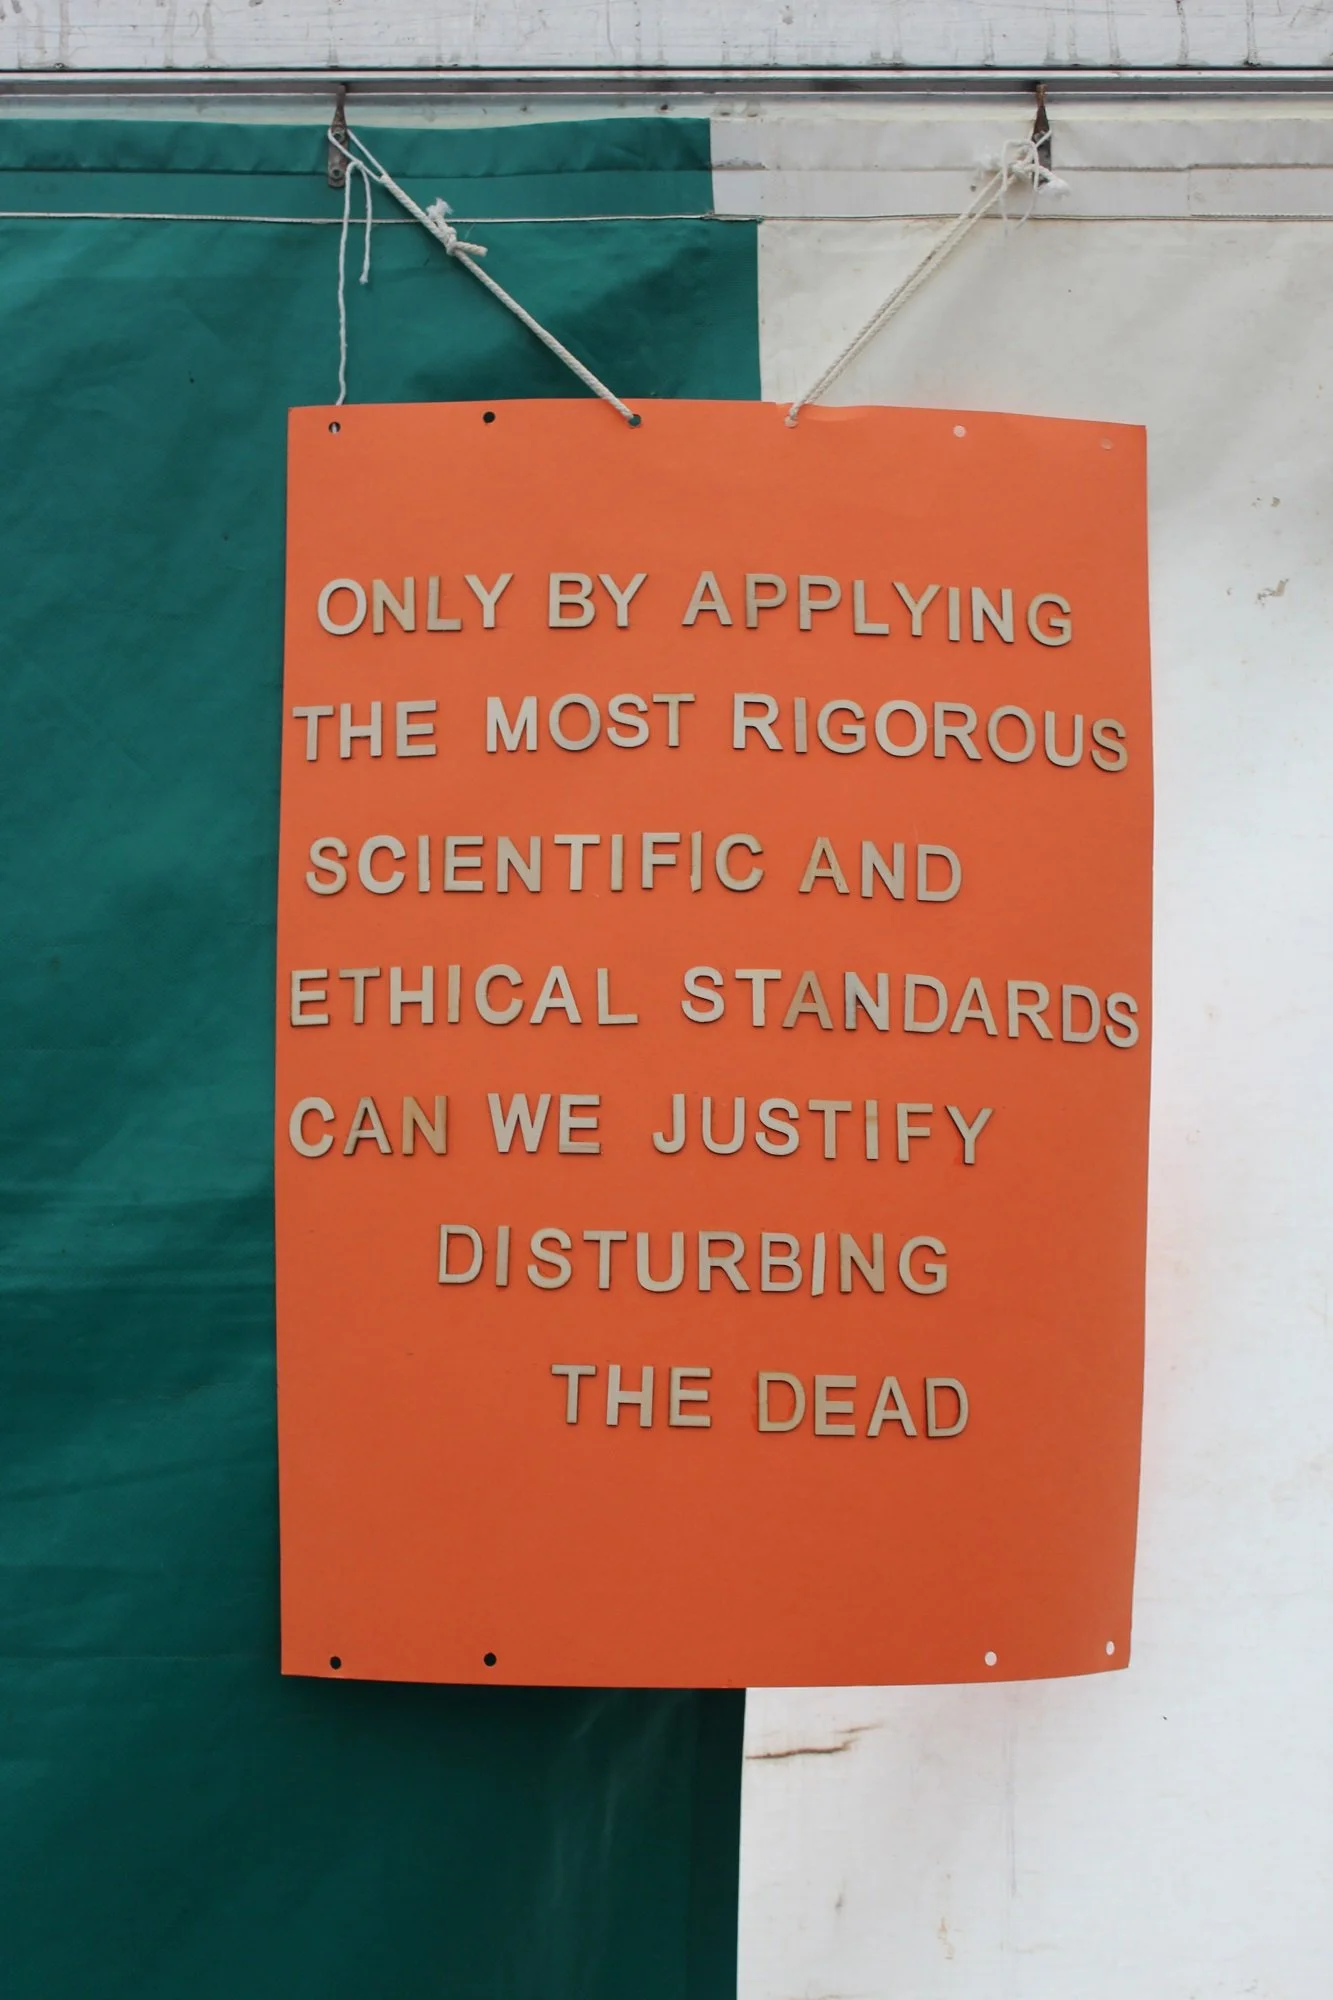 ONLY BY APPLYING
THE MOST RIGOROUS
SCIENTIFIC AND
ETHICAL STANDARDS
CAN WE JUSTIFY
DISTURBING
THE DEAD